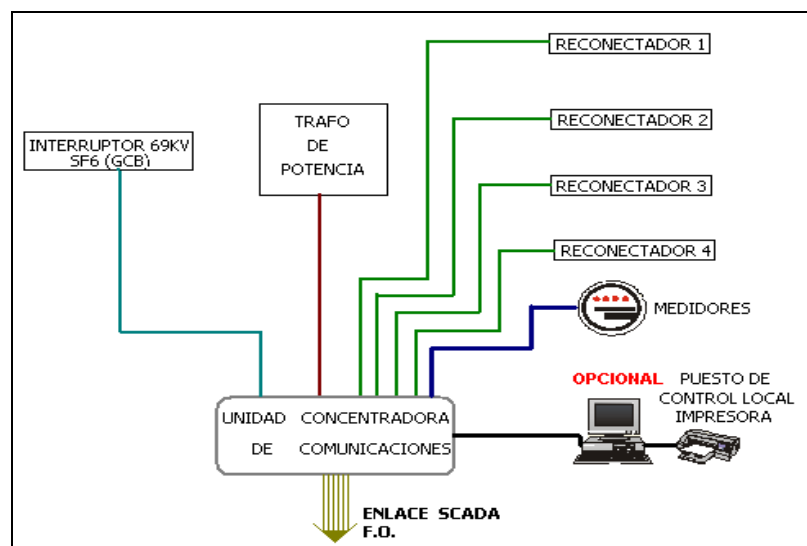 RECONECTADOR 1
TRAFO
DE
POTENCIA
RECONECTADOR 2
INTERRUPTOR 69KV
SF6 (GCB)
RECONECTADOR 3
RECONECTADOR 4
MEDIDORES
OPCIONAL
PUESTO DE
CONTROL LOCAL
IMPRESORA
UNIDAD CONCENTRADORA
DE COMUNICACIONES
ENLACE SCADA
F.O.